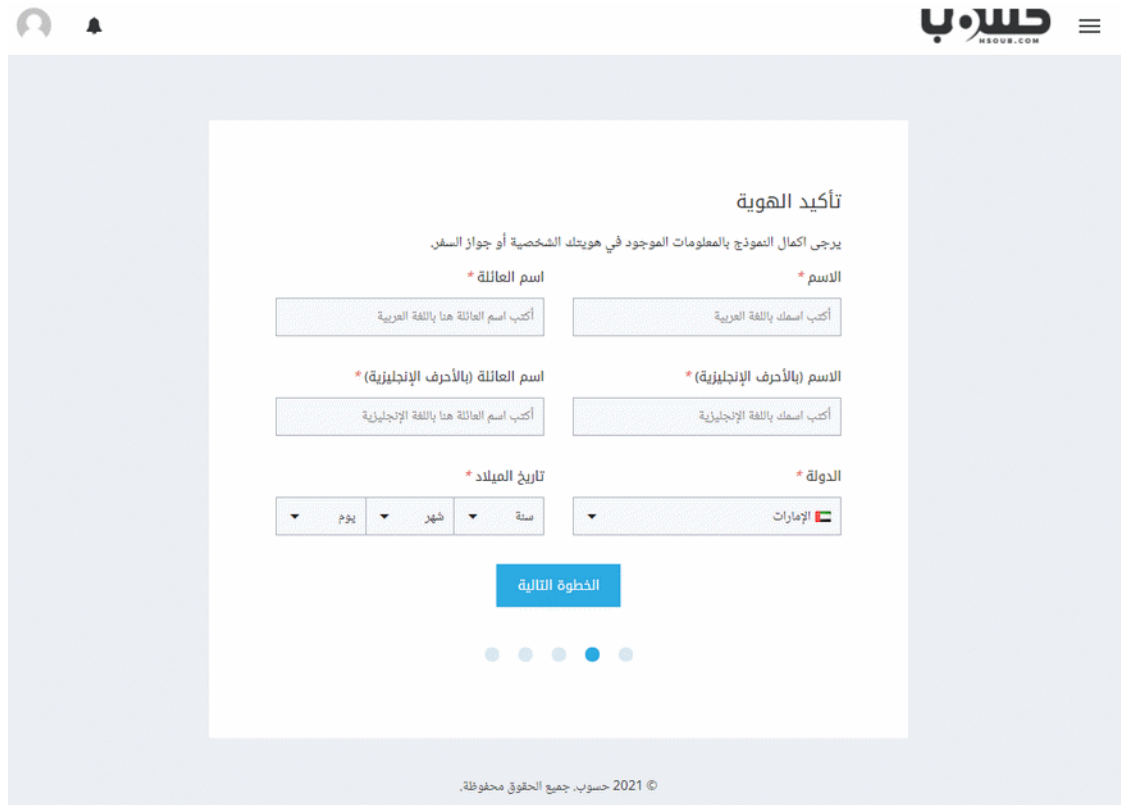 حسوب
HSOUB.COM
تأكيد الهوية
يرجى اكمال النموذج بالمعلومات الموجود في هويتك الشخصية أو جواز السفر.
الاسم *
اسم العائلة *
أكتب اسمك باللغة العربية
أكتب اسم العائلة هنا باللغة العربية
الاسم (بالأحرف الإنجليزية) *
اسم العائلة (بالأحرف الإنجليزية) *
أكتب اسمك باللغة الإنجليزية
أكتب اسم العائلة هنا باللغة الإنجليزية
الدولة *
تاريخ الميلاد *
الإمارات
سنة
شهر
يوم
الخطوة التالية
© 2021 حسوب. جميع الحقوق محفوظة.